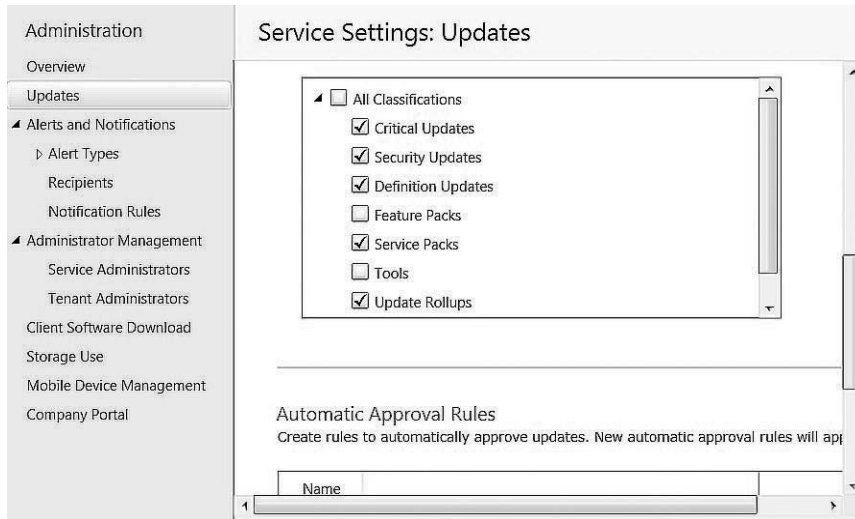 Administration
Overview
Updates
Alerts and Notifications
Alert Types
Recipients
Notification Rules
Administrator Management
Service Administrators
Tenant Administrators
Client Software Download
Storage Use
Mobile Device Management
Company Portal
Service Settings: Updates
All Classifications
Critical Updates
Security Updates
Definition Updates
Feature Packs
Service Packs
Tools
Update Rollups
Automatic Approval Rules
Create rules to automatically approve updates. New automatic approval rules will
Name